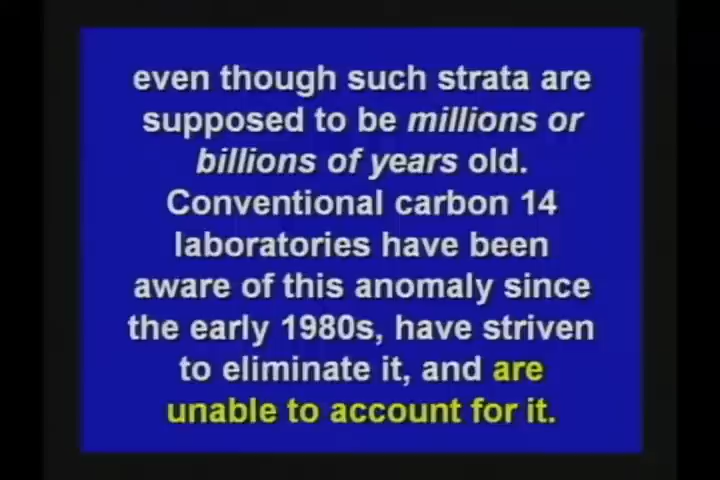 even though such strata are
supposed to be millions or
billions of years old.
Conventional carbon 14
laboratories have been
aware of this anomaly since
the early 1980s, have striven
to eliminate it, and are
unable to account for it.